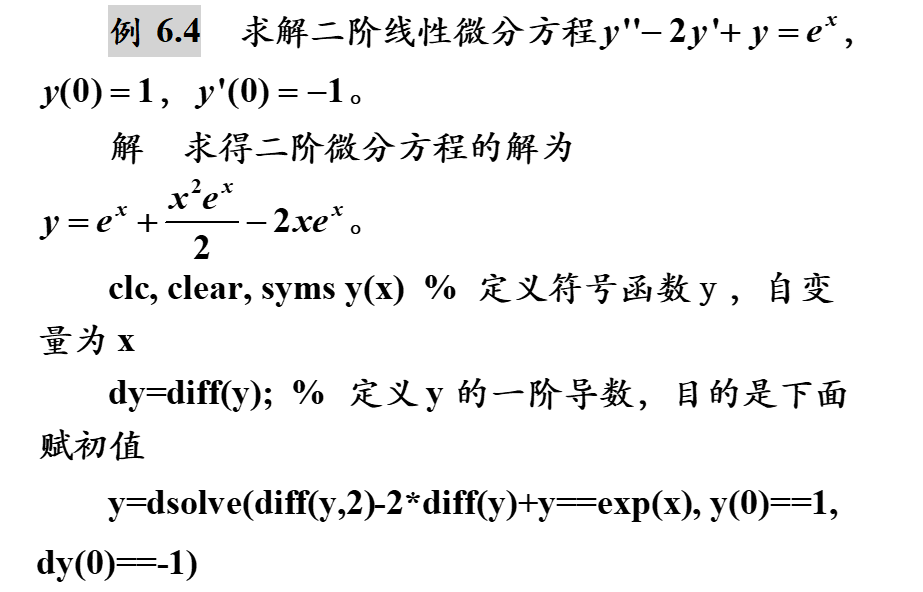 例 6.4 求解二阶线性微分方程y''− 2y'+ y = e^x，
y(0) = 1，y'(0) = −1。
解 求得二阶微分方程的解为
y = e^x + x^2e^x/2 − 2xe^x。
clc, clear, syms y(x) % 定义符号函数 y ，自变
量为 x
dy=diff(y); % 定义 y 的一阶导数，目的是下面
赋初值
y=dsolve(diff(y,2)-2*diff(y)+y==exp(x), y(0)==1,
dy(0)==-1)